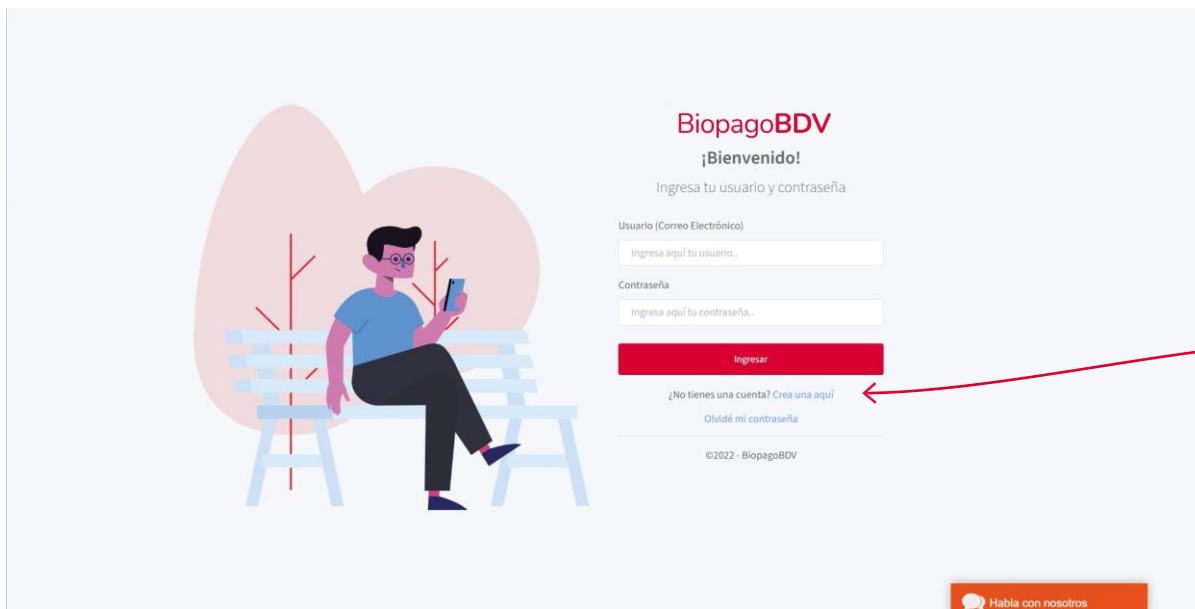 BiopagoBDV
¡Bienvenido!
Ingresa tu usuario y contraseña
Usuario (Correo Electrónico)
Ingresa aquí tu usuario..
Contraseña
Ingresa aquí tu contraseña..
Ingresar
¿No tienes una cuenta? Crea una aquí
Olvidé mi contraseña
©2022 - BiopagoBDV
Habla con nosotros